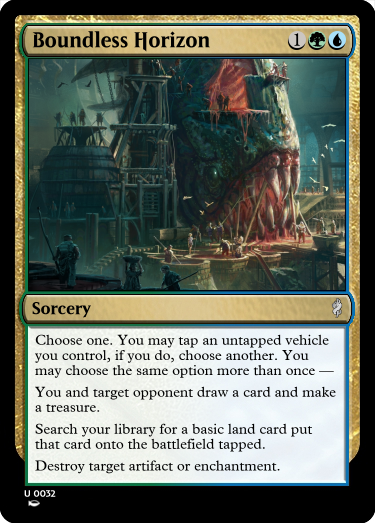 Boundless Horizon 1
Sorcery
Choose one. You may tap an untapped vehicle
you control, if you do, choose another. You
may choose the same option more than once —
You and target opponent draw a card and make
a treasure.
Search your library for a basic land card put
that card onto the battlefield tapped.
Destroy target artifact or enchantment.
U 0032